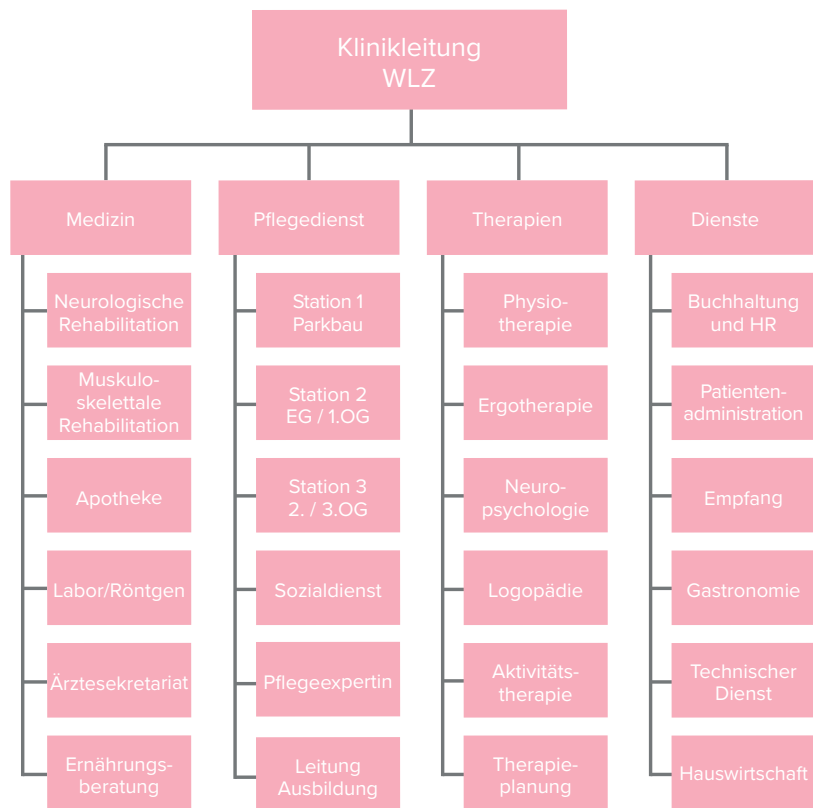 Klinikleitung
WLZ
Medizin
Neurologische
Rehabilitation
Muskulo-
skelettale
Rehabilitation
Apotheke
Labor/Röntgen
Ärztesekretariat
Ernährungs-
beratung
Pflegedienst
Station 1
Parkbau
Station 2
EG / 1.OG
Station 3
2. / 3.OG
Sozialdienst
Pflegeexpertin
Leitung
Ausbildung
Therapien
Physio-
therapie
Ergotherapie
Neuro-
psychologie
Logopädie
Aktivitäts-
therapie
Therapie-
planung
Dienste
Buchhaltung
und HR
Patienten-
administration
Empfang
Gastronomie
Technischer
Dienst
Hauswirtschaft